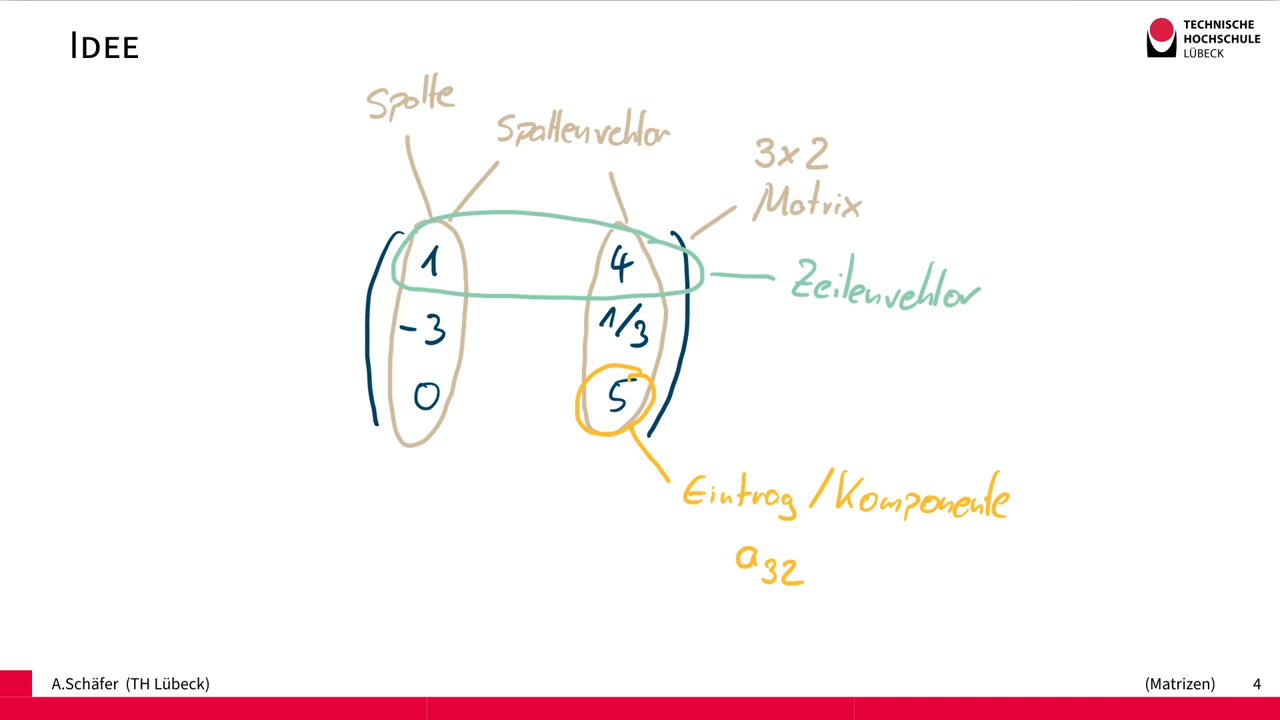 IDEE
TECHNISCHE
HOCHSCHULE
LÜBECK
Spalte
Spaltenvektor
3x2
Matrix
1 4
Zeilenvektor
-3 1/3
0 5
Eintrag/Komponente
a32
A.Schäfer (TH Lübeck) (Matrizen) 4